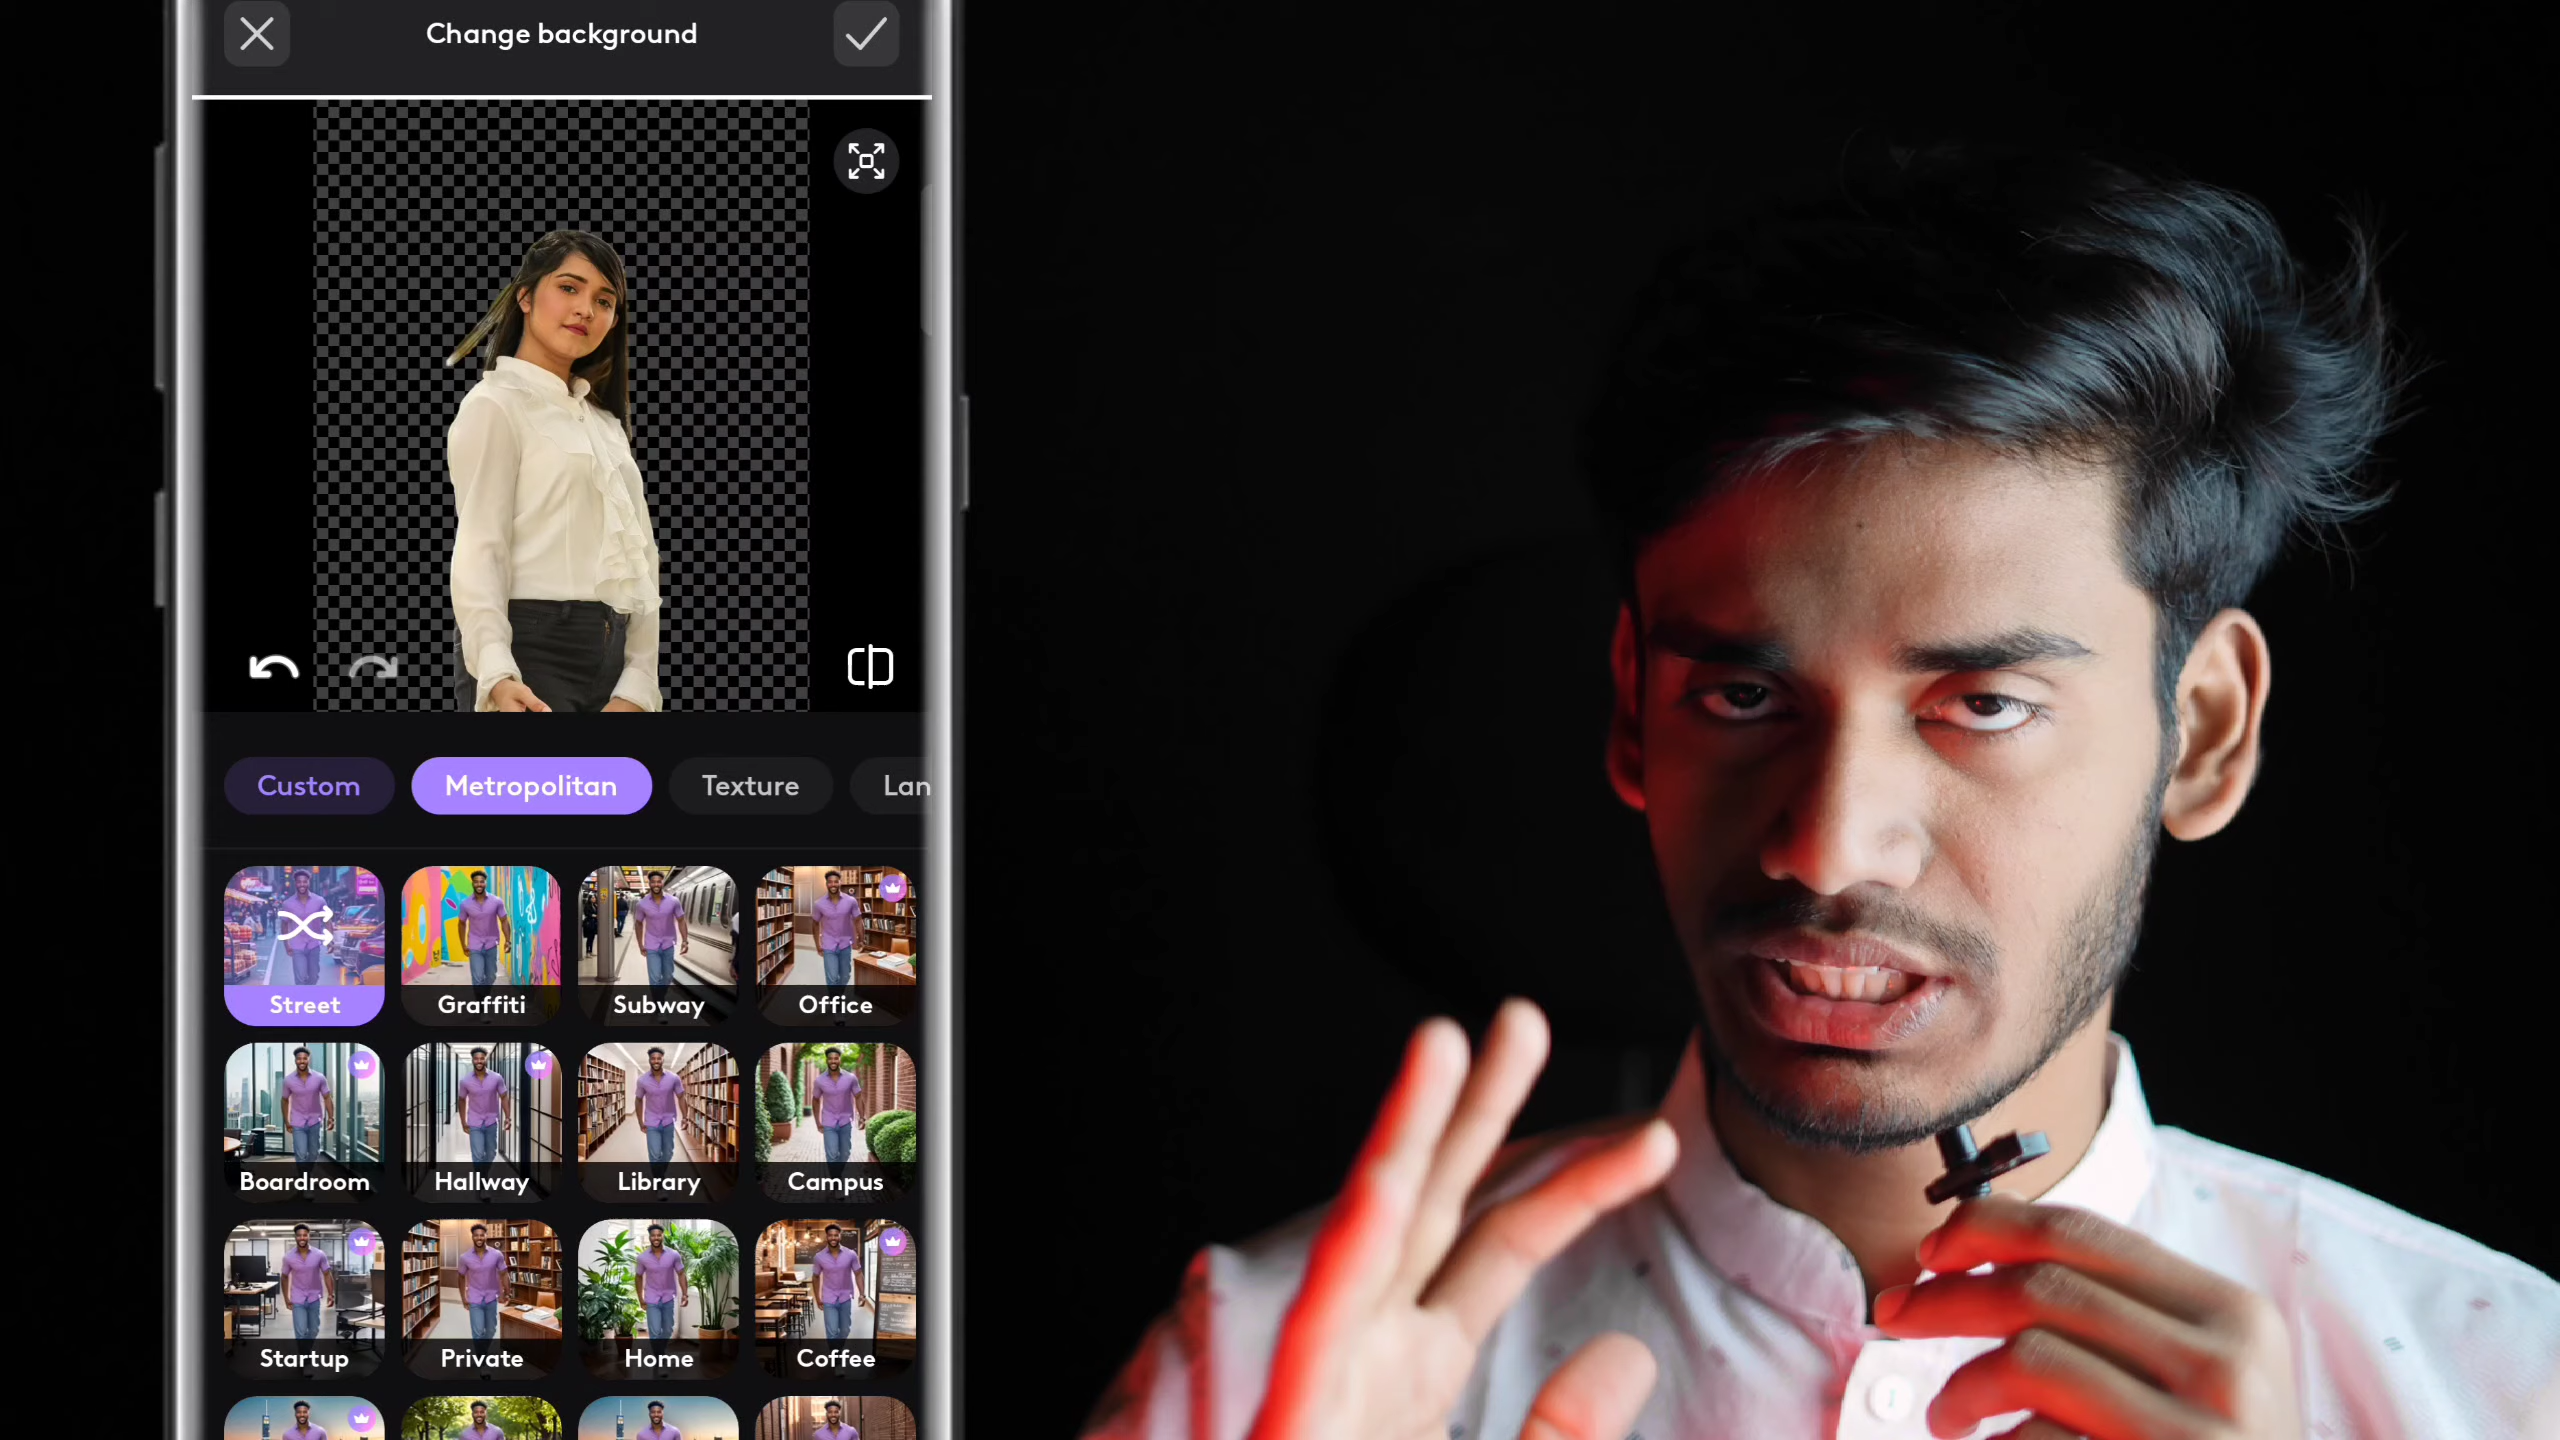 Change background
Custom
Metropolitan
Texture
Lan
Street
Graffiti
Subway
Office
Boardroom
Hallway
Library
Campus
Startup
Private
Home
Coffee